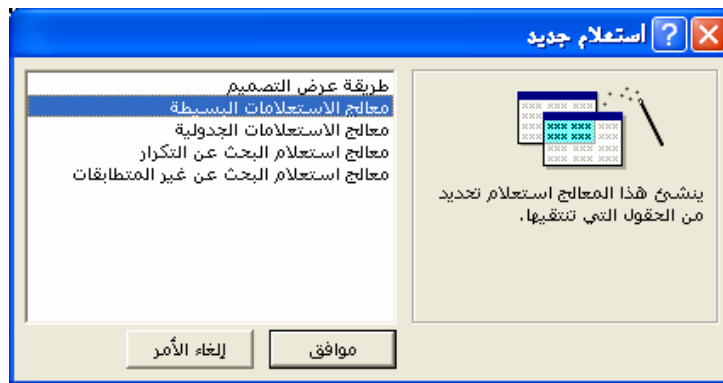 استعلام جديد
طريقة عرض التصميم
معالج الاستعلامات البسيطة
معالج الاستعلامات الجدولية
معالج استعلام البحث عن التكرار
معالج استعلام البحث عن غير المتطابقات
ينشئ هذا المعالج استعلام تحديد
من الحقول التي تنتقيها.
موافق
إلغاء الأمر